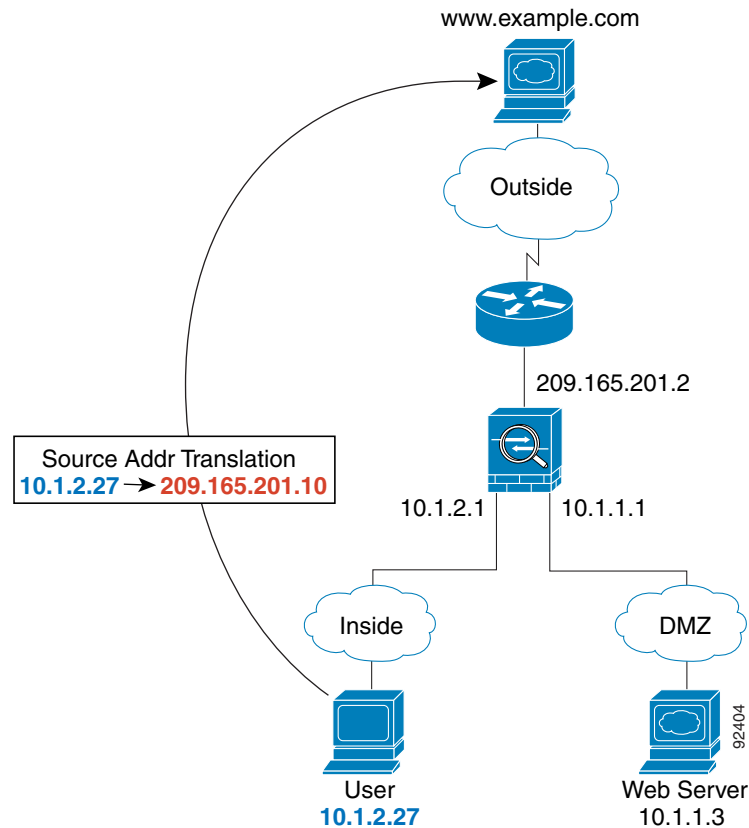 www.example.com
Outside
209.165.201.2
Source Addr Translation
10.1.2.27 → 209.165.201.10
10.1.2.1
10.1.1.1
Inside
DMZ
92404
User
10.1.2.27
Web Server
10.1.1.3